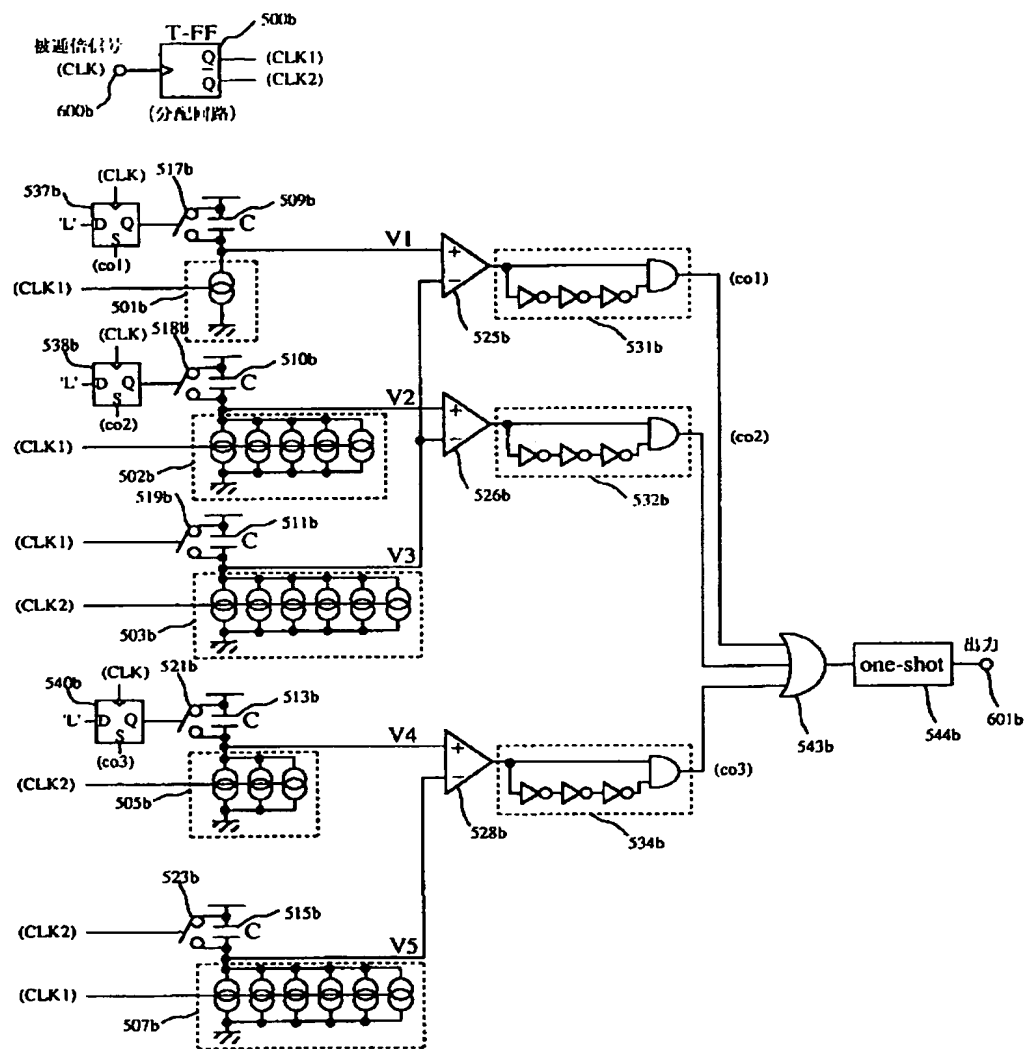 T-FF
500b
被逓倍信号
(CLK)
Q
(CLK1)
Q
(CLK2)
600b
(分配回路)
(CLK)
517b
537b
509b
'L'
D
Q
C
S
(co1)
V1
+
−
(co1)
(CLK1)
501b
525b
531b
(CLK)
518b
538b
510b
'L'
D
Q
C
S
(co2)
V2
+
−
(co2)
(CLK1)
502b
526b
532b
519b
511b
(CLK1)
C
V3
(CLK2)
503b
出力
one-shot
601b
543b
544b
(CLK)
521b
540b
513b
'L'
D
Q
C
S
(co3)
V4
+
−
(co3)
(CLK2)
505b
528b
534b
523b
515b
(CLK2)
C
V5
(CLK1)
507b